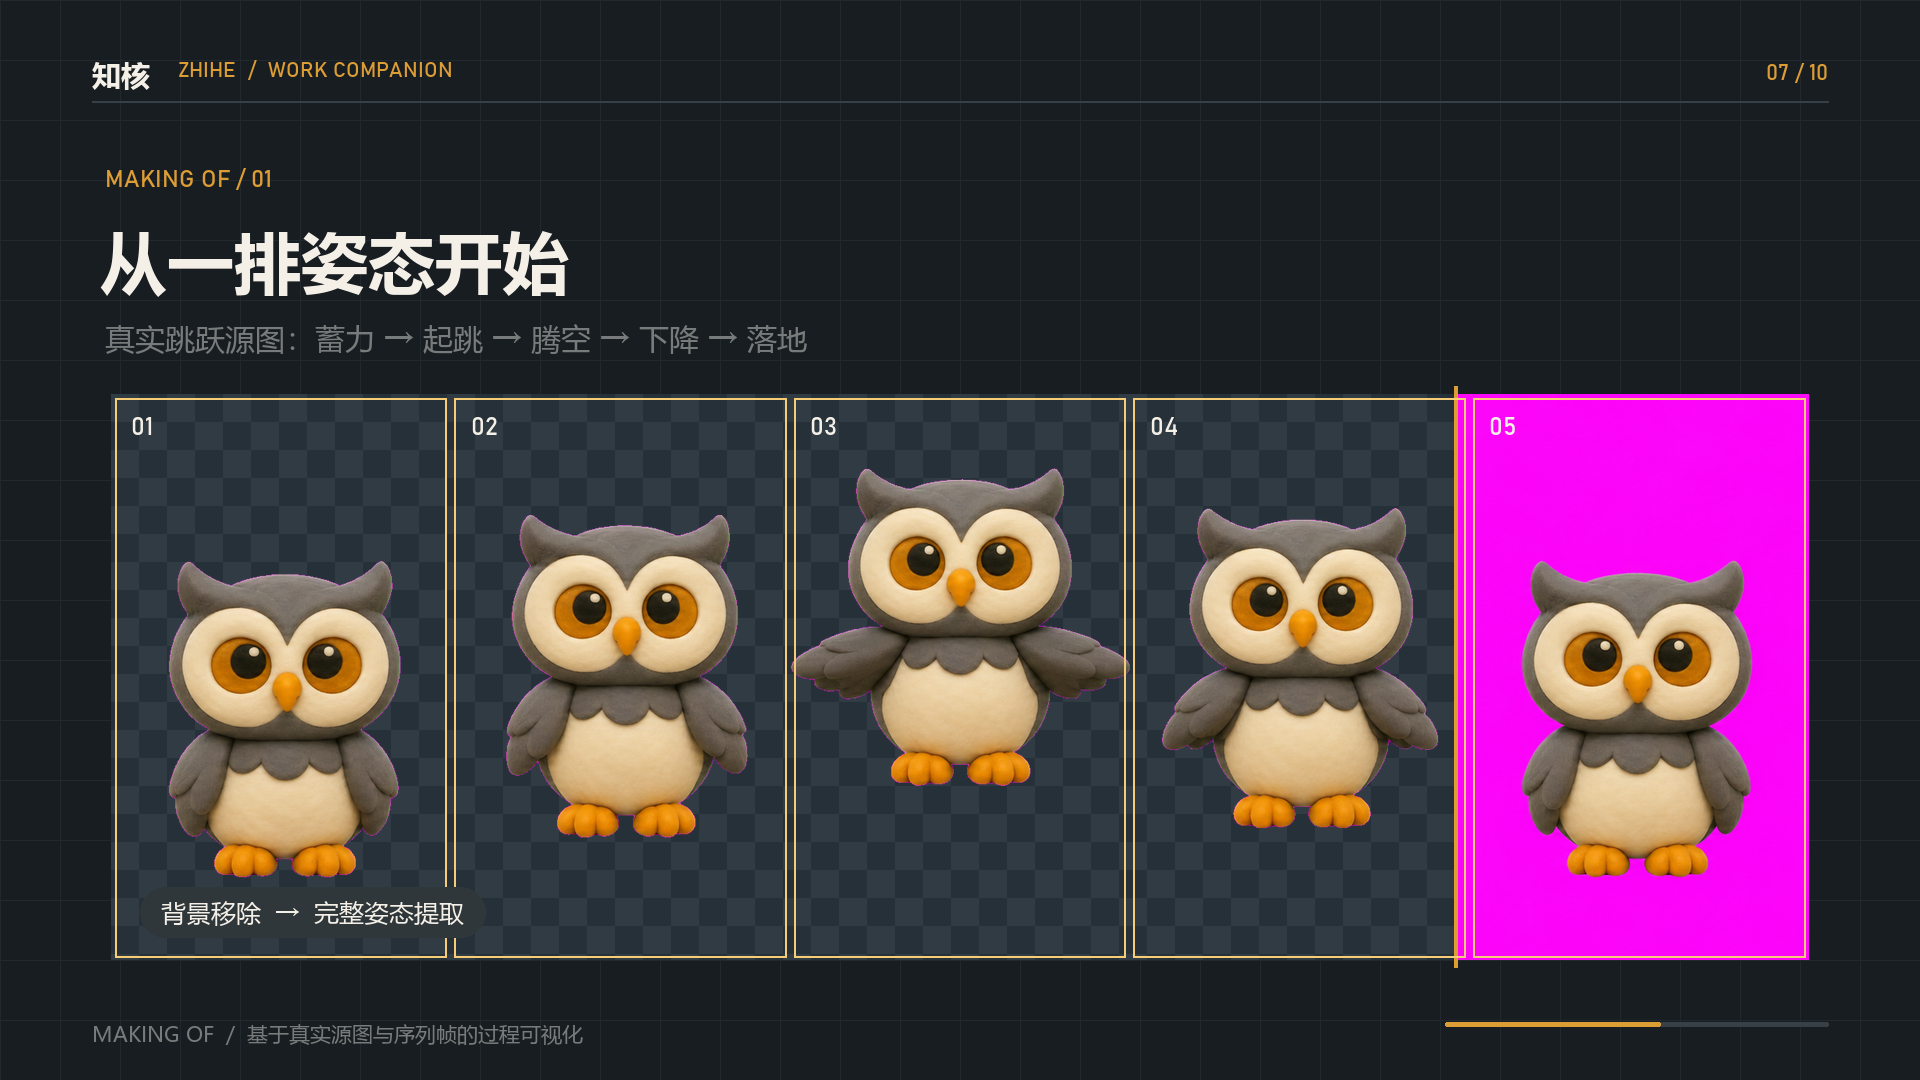 知核 ZHIHE / WORK COMPANION
07 / 10
MAKING OF / 01
从一排姿态开始
真实跳跃源图：蓄力 → 起跳 → 腾空 → 下降 → 落地
01
02
03
04
05
背景移除 → 完整姿态提取
MAKING OF / 基于真实源图与序列帧的过程可视化